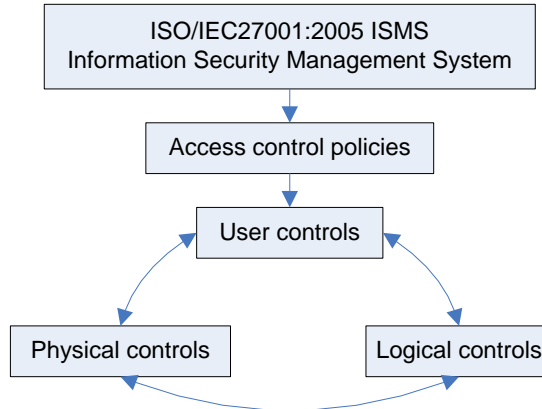 ISO/IEC27001:2005 ISMS
Information Security Management System
Access control policies
User controls
Physical controls
Logical controls